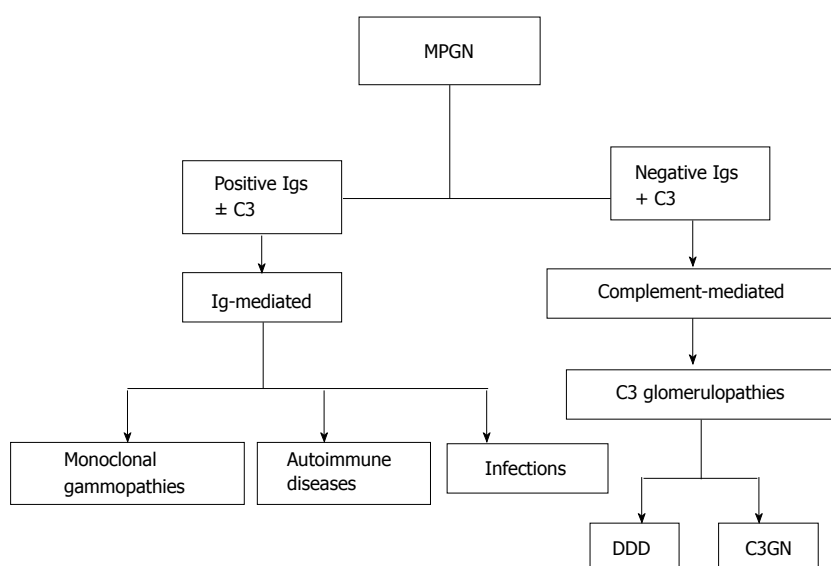 MPGN
Positive Igs
± C3
Negative Igs
+ C3
Ig-mediated
Complement-mediated
C3 glomerulopathies
Monoclonal
gammopathies
Autoimmune
diseases
Infections
DDD
C3GN